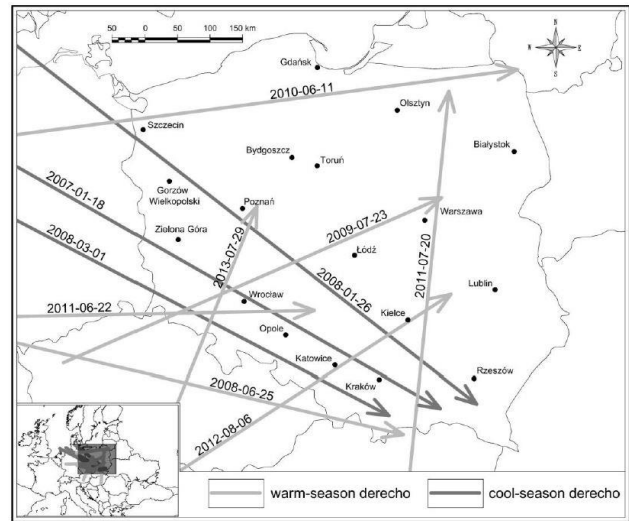 50 0 50 100 150 km
N
W E
S
Gdańsk
2010-06-11
Olsztyn
Szczecin
Białystok
Bydgoszcz
Toruń
Gorzów
Wielkopolski
2007-01-18
Poznań
2009-07-23
Warszawa
Zielona Góra
2008-03-01
2013-07-29
Łódź
2011-07-20
2008-01-26
Lublin
Wrocław
2011-06-22
Kielce
Opole
Katowice
Rzeszów
Kraków
2008-06-25
2012-08-06
warm-season derecho
cool-season derecho